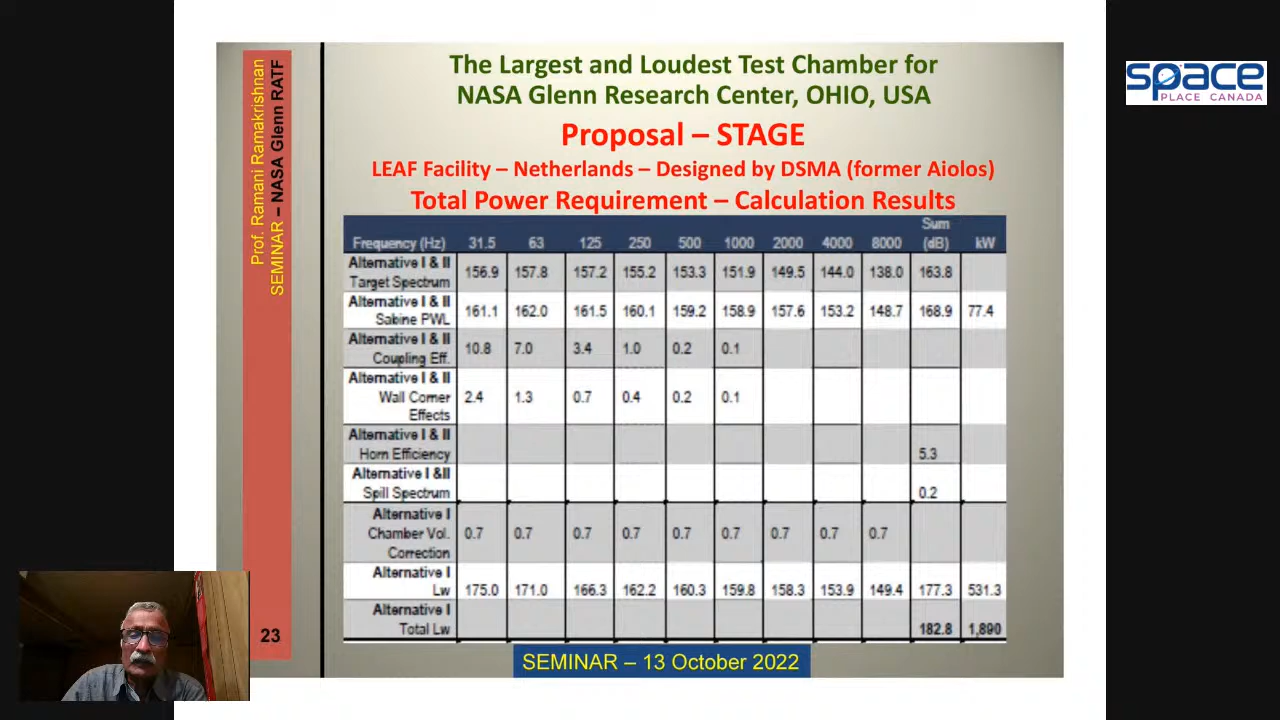 Prof. Ramani Ramakrishnan
SEMINAR – NASA Glenn RATF
23
The Largest and Loudest Test Chamber for
NASA Glenn Research Center, OHIO, USA
Proposal – STAGE
LEAF Facility – Netherlands – Designed by DSMA (former Aiolos)
Total Power Requirement – Calculation Results
Frequency (Hz) 31.5 63 125 250 500 1000 2000 4000 8000 Sum (dB) kW
Alternative I & II
Target Spectrum 156.9 157.8 157.2 155.2 153.3 151.9 149.5 144.0 138.0 163.8
Alternative I & II
Sabine PWL 161.1 162.0 161.5 160.1 159.2 158.9 157.6 153.2 148.7 168.9 77.4
Alternative I & II
Coupling Eff. 10.8 7.0 3.4 1.0 0.2 0.1
Alternative I & II
Wall Corner 2.4 1.3 0.7 0.4 0.2 0.1
Effects
Alternative I & II
Horn Efficiency 5.3
Alternative I &II
Spill Spectrum 0.2
Alternative I
Chamber Vol. 0.7 0.7 0.7 0.7 0.7 0.7 0.7 0.7 0.7
Correction
Alternative I
Lw 175.0 171.0 166.3 162.2 160.3 159.8 158.3 153.9 149.4 177.3 531.3
Alternative I
Total Lw 182.8 1,890
SEMINAR – 13 October 2022
space
PLACE CANADA